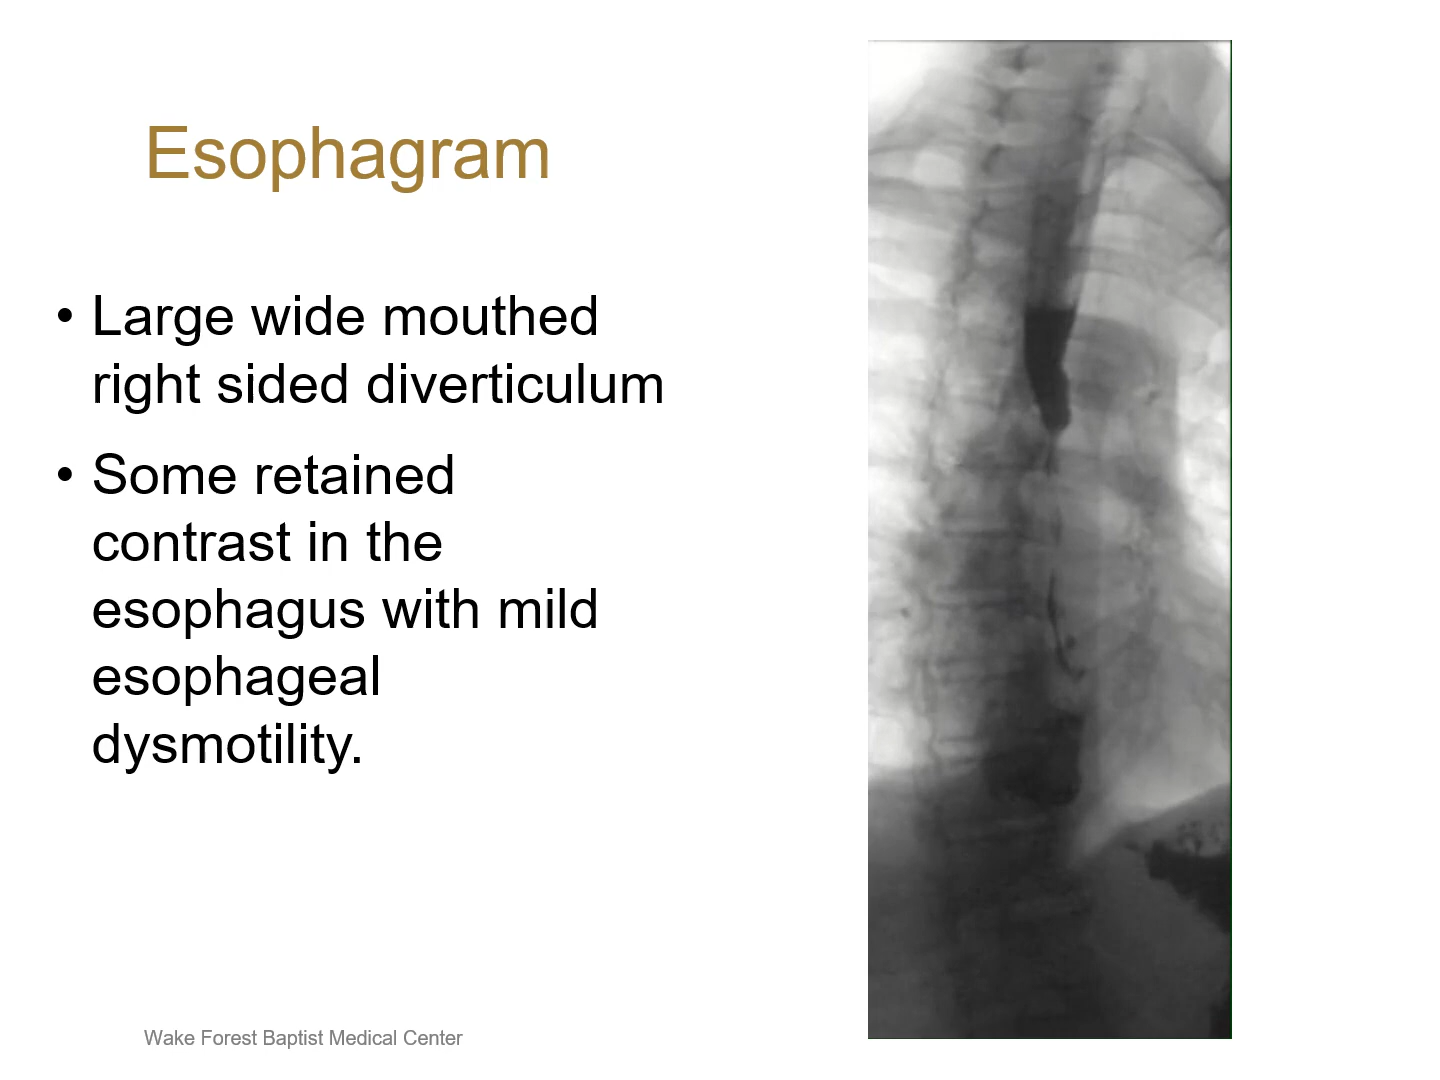 Esophagram
• Large wide mouthed
right sided diverticulum
• Some retained
contrast in the
esophagus with mild
esophageal
dysmotility.
Wake Forest Baptist Medical Center